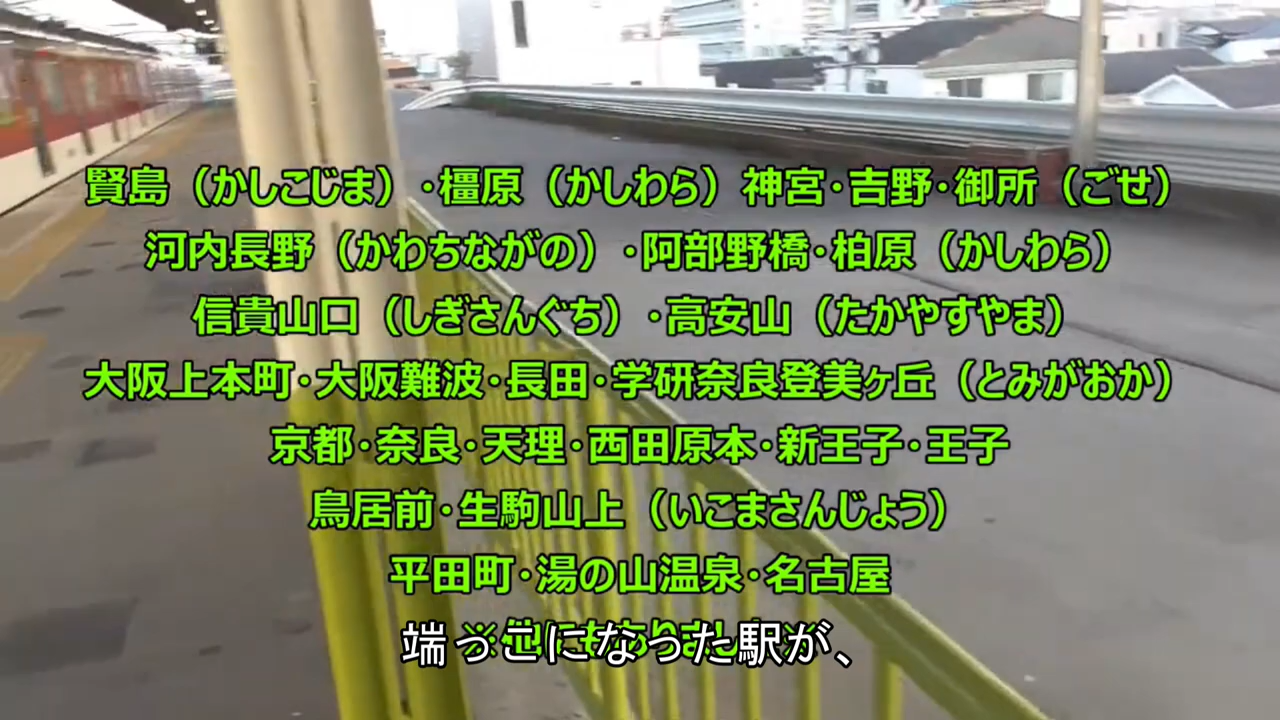 賢島（かしこじま）・橿原（かしわら）神宮・吉野・御所（ごせ）
河内長野（かわちながの）・阿部野橋・柏原（かしわら）
信貴山口（しぎさんぐち）・高安山（たかやすやま）
大阪上本町・大阪難波・長田・学研奈良登美ヶ丘（とみがおか）
京都・奈良・天理・西田原本・新王子・王子
鳥居前・生駒山上（いこまさんじょう）
平田町・湯の山温泉・名古屋
端っこになった駅が、